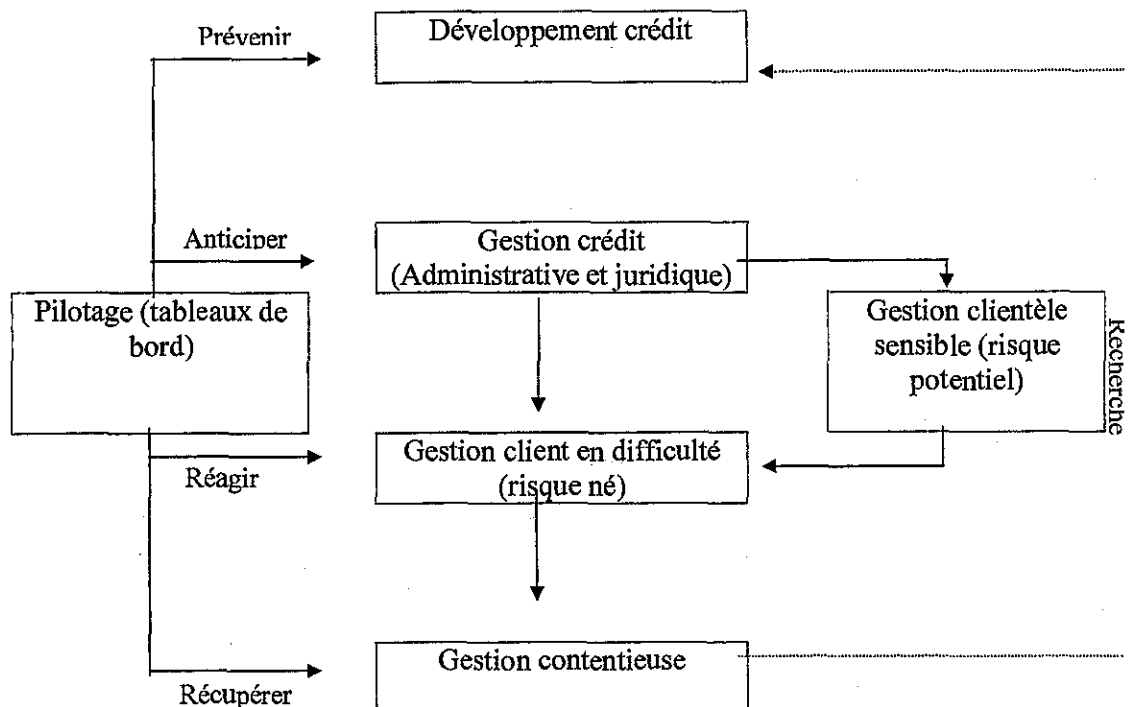 Prévenir
Développement crédit
Anticiper
Gestion crédit
(Administrative et juridique)
Pilotage (tableaux de
bord)
Gestion clientèle
sensible (risque
potentiel)
Recherche
Gestion client en difficulté
(risque né)
Réagir
Gestion contentieuse
Récupérer